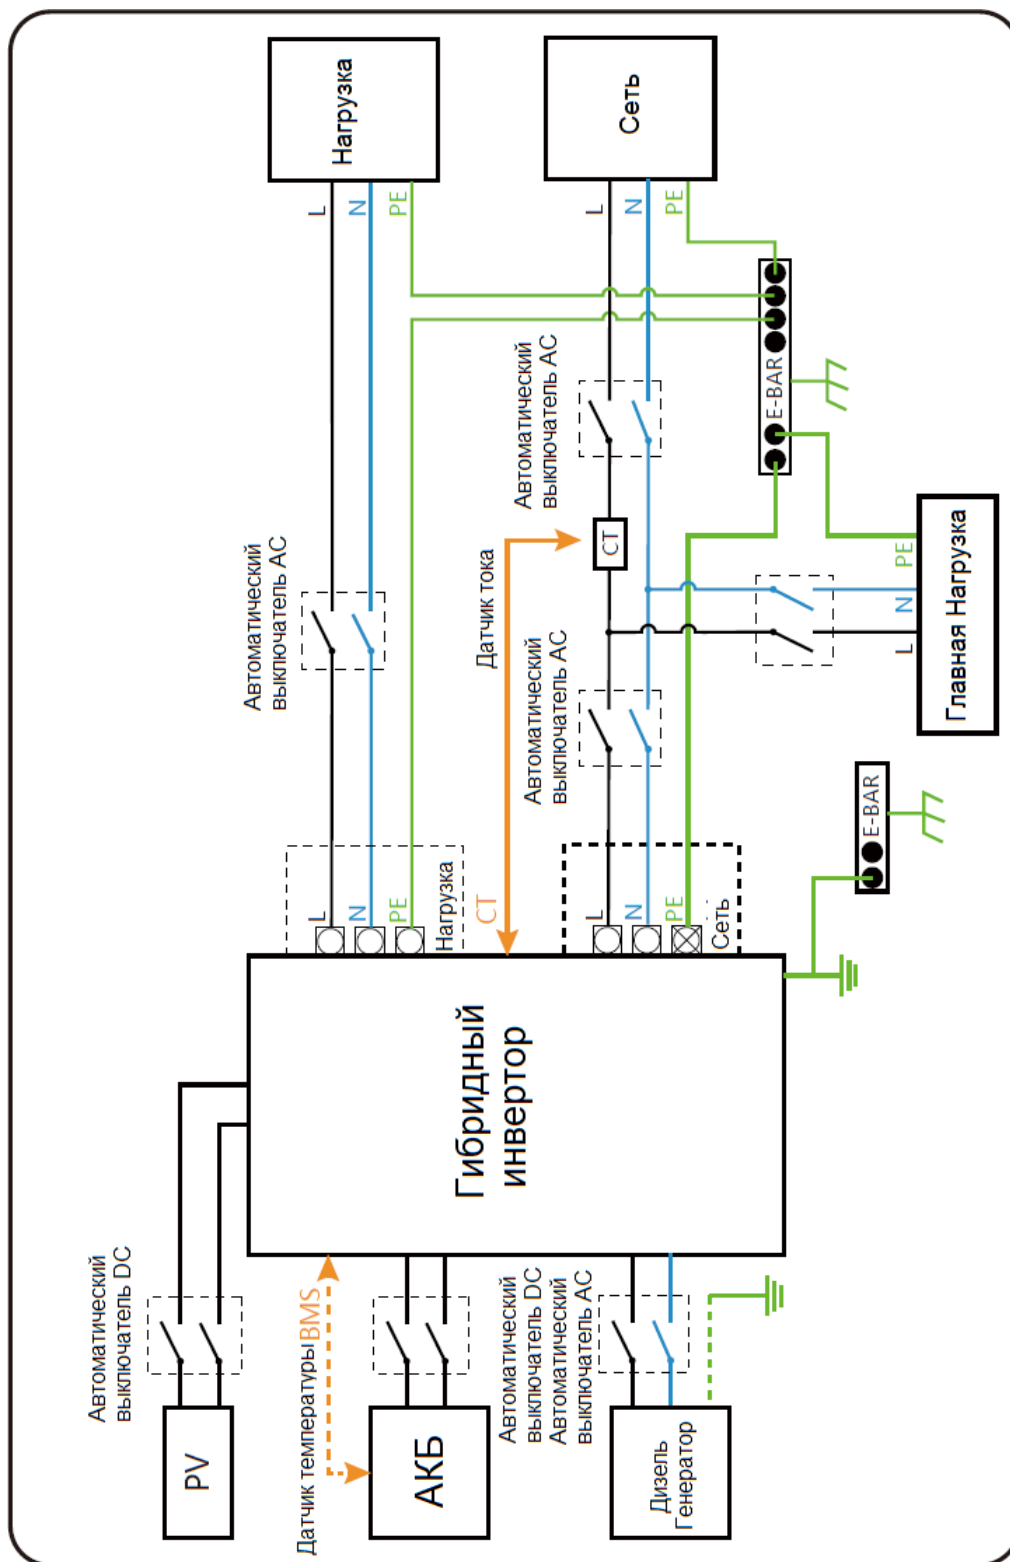 Нагрузка
Сеть
L
N
PE
L
N
PE
Автоматический
выключатель AC
E-BAR
Автоматический
выключатель AC
CT
Датчик тока
Автоматический
выключатель AC
PE
N
L
Главная Нагрузка
E-BAR
L
N
PE
Нагрузка
CT
L
N
PE
Сеть
Гибридный
инвертор
Автоматический
выключатель DC
Датчик температуры BMS
Автоматический
выключатель DC
Автоматический
выключатель AC
PV
АКБ
Дизель
Генератор